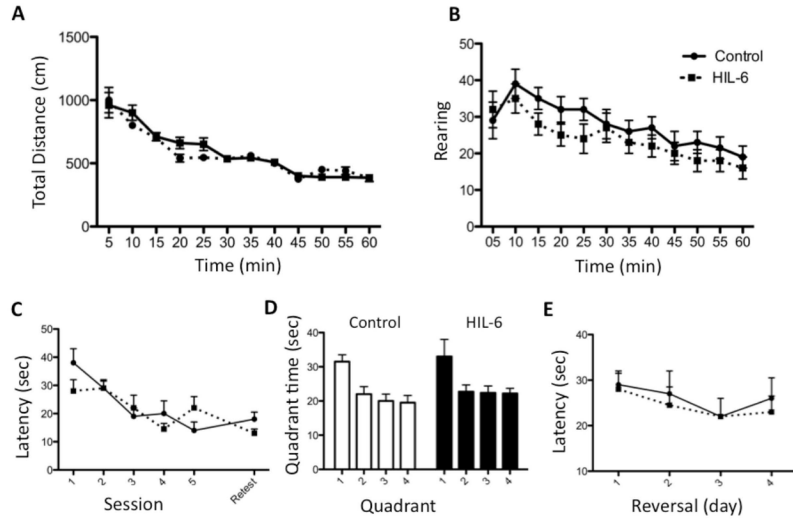 A
Total Distance (cm)
1500
1000
500
0
5 10 15 20 25 30 35 40 45 50 55 60
Time (min)
B
Rearing
50
40
30
20
10
0
Control
HIL-6
05 10 15 20 25 30 35 40 45 50 55 60
Time (min)
C
Latency (sec)
50
40
30
20
10
0
1 2 3 4 5 Retest
Session
D
Quadrant time (sec)
40
30
20
10
0
Control HIL-6
1 2 3 4 1 2 3 4
Quadrant
E
Latency (sec)
40
30
20
10
1 2 3 4
Reversal (day)